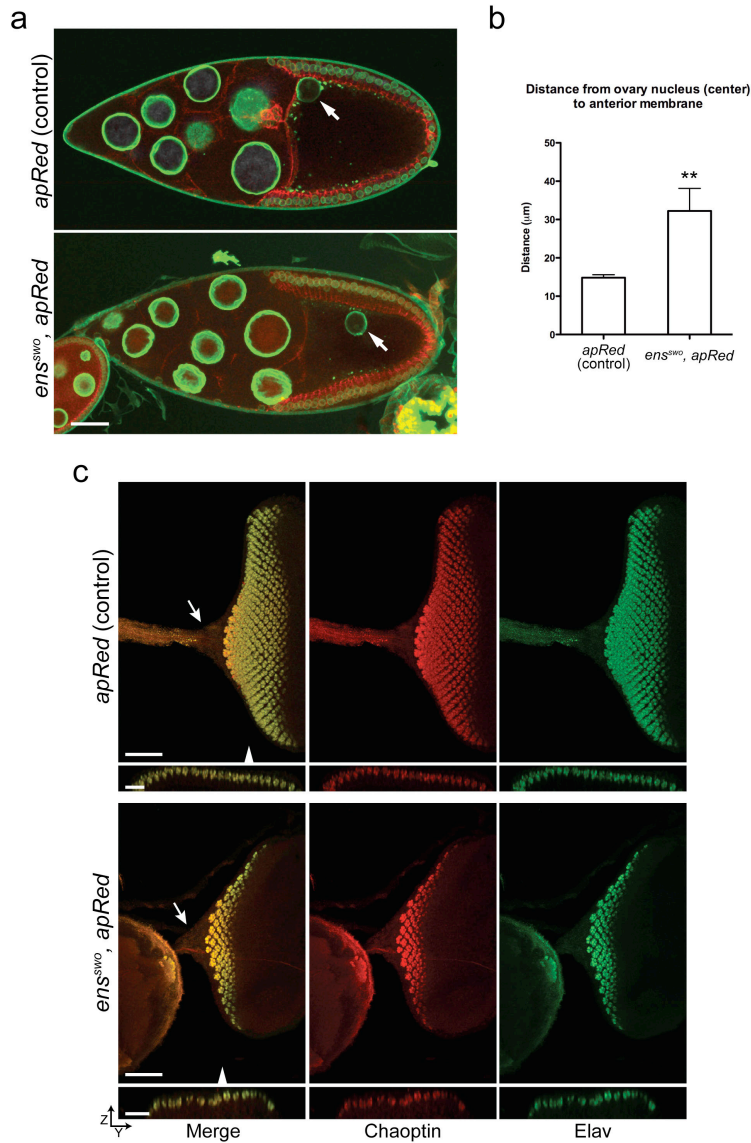 a
apRed (control)
ens^swo, apRed
b
Distance from ovary nucleus (center)
to anterior membrane
Distance (μm)
50
40
30
20
10
0
**
apRed
(control)
ens^swo, apRed
c
apRed (control)
ens^swo, apRed
Z
Y
Merge
Chaoptin
Elav